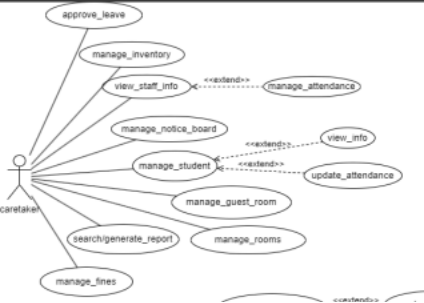 approve_leave
manage_inventory
view_staff_info
<<extend>>
manage_attendance
manage_notice_board
<<extend>>
view_info
manage_student
<<extend>>
update_attendance
caretaker
manage_guest_room
search/generate_report
manage_rooms
manage_fines
<<extend>>